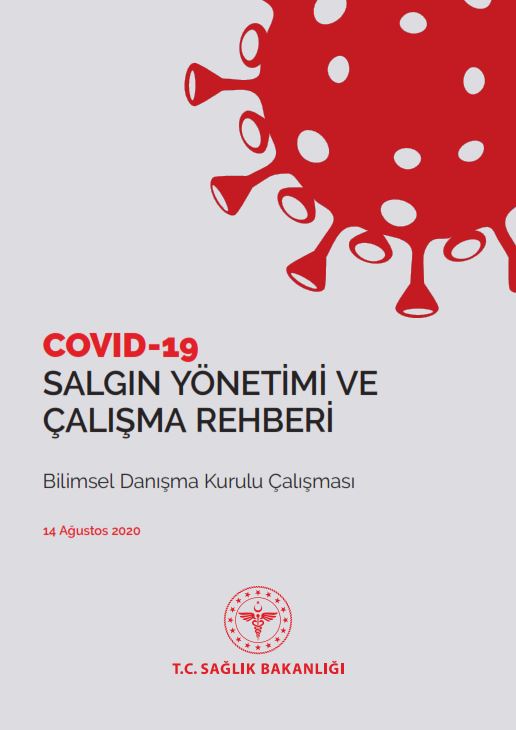 COVID-19
SALGIN YÖNETİMİ VE
ÇALIŞMA REHBERİ
Bilimsel Danışma Kurulu Çalışması
14 Ağustos 2020
T.C. SAĞLIK BAKANLIĞI